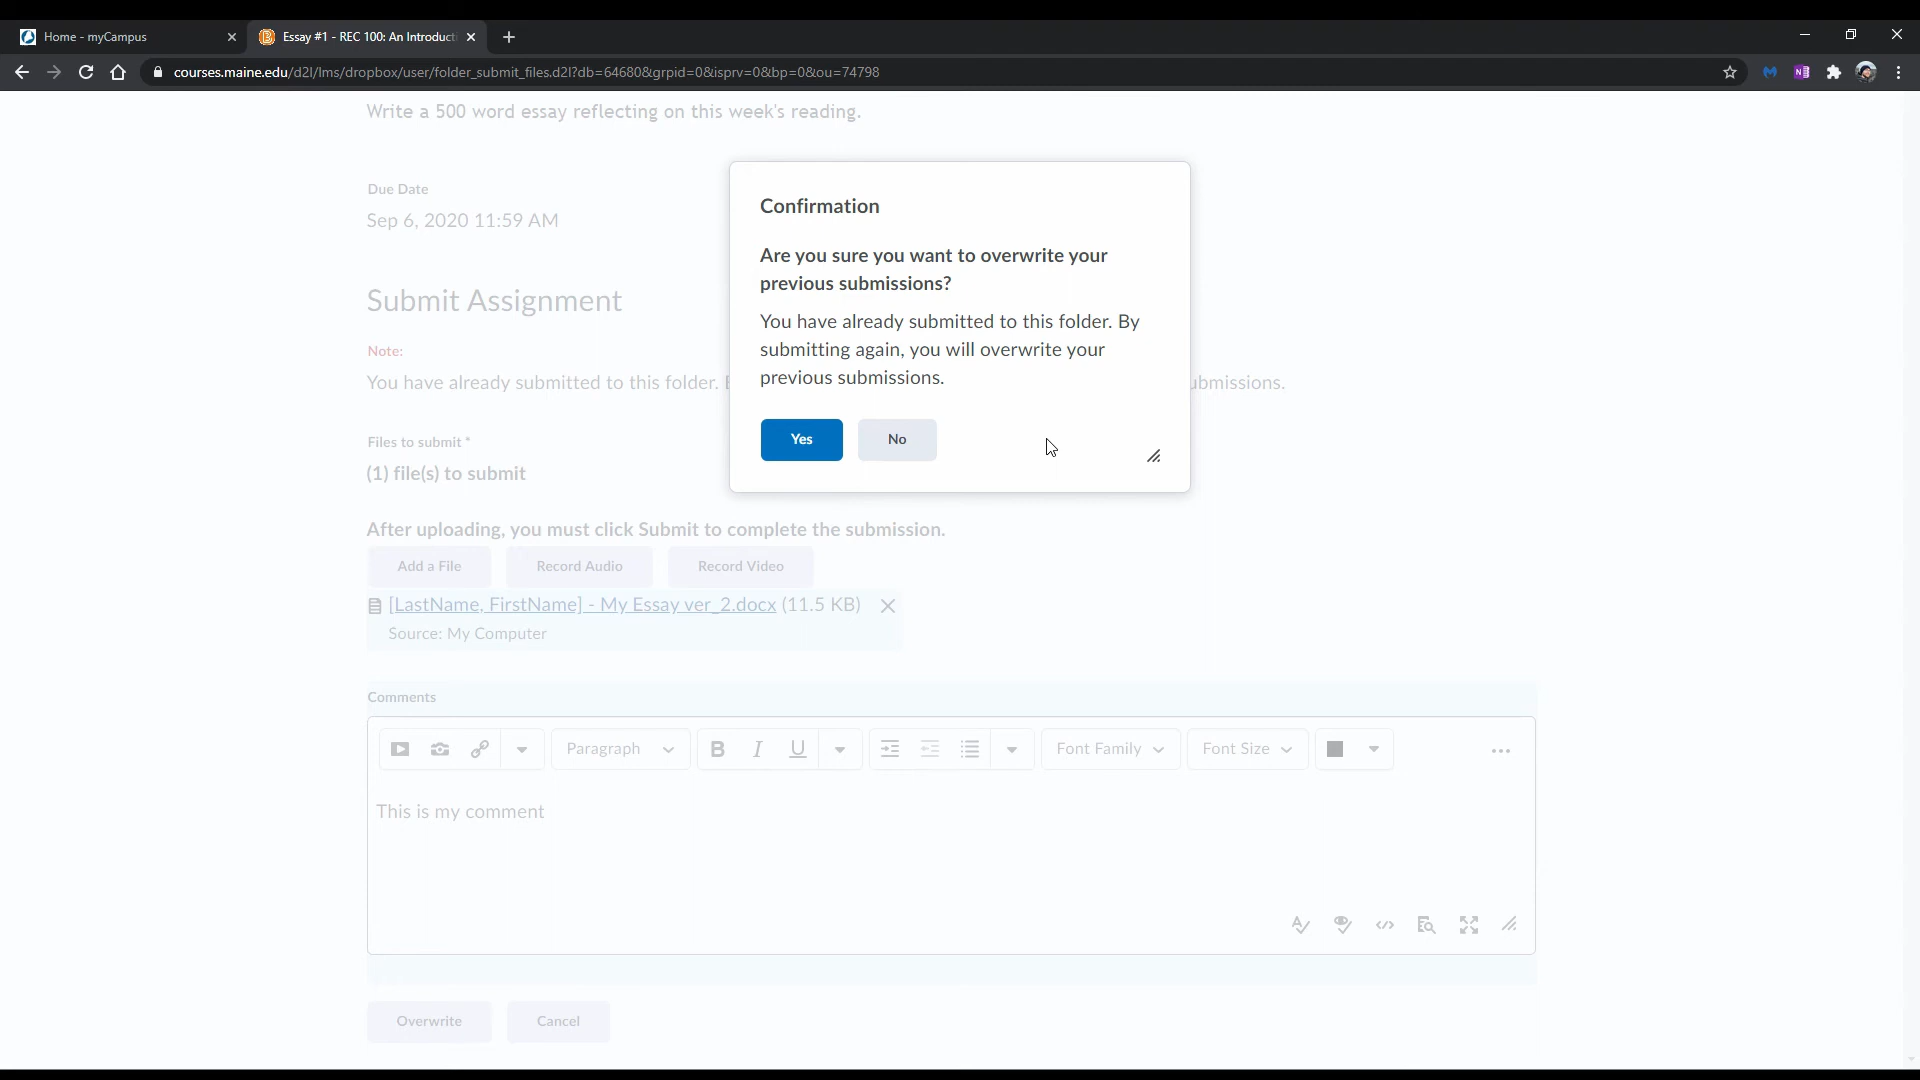 Home - myCampus
Essay #1 - REC 100: An Introducti
courses.maine.edu/d2l/lms/dropbox/user/folder_submit_files.d2l?db=64680&grpid=0&isprv=0&bp=0&ou=74798
Write a 500 word essay reflecting on this week's reading.
Due Date
Sep 6, 2020 11:59 AM
Submit Assignment
Note:
You have already submitted to this folder. ubmissions.
Confirmation
Are you sure you want to overwrite your
previous submissions?
You have already submitted to this folder. By
submitting again, you will overwrite your
previous submissions.
Yes No
Files to submit *
(1) file(s) to submit
After uploading, you must click Submit to complete the submission.
Add a File Record Audio Record Video
[LastName, FirstName] - My Essay ver_2.docx (11.5 KB)
Source: My Computer
Comments
Paragraph B I U Font Family Font Size
This is my comment
Overwrite Cancel